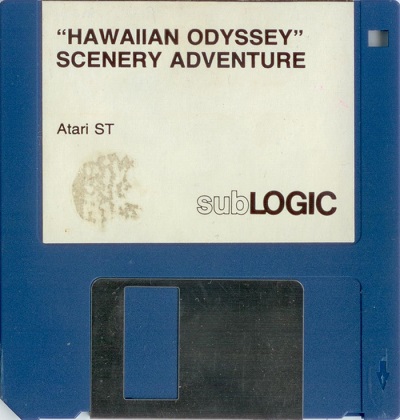 "HAWAIIAN ODYSSEY"
SCENERY ADVENTURE
Atari ST
subLOGIC